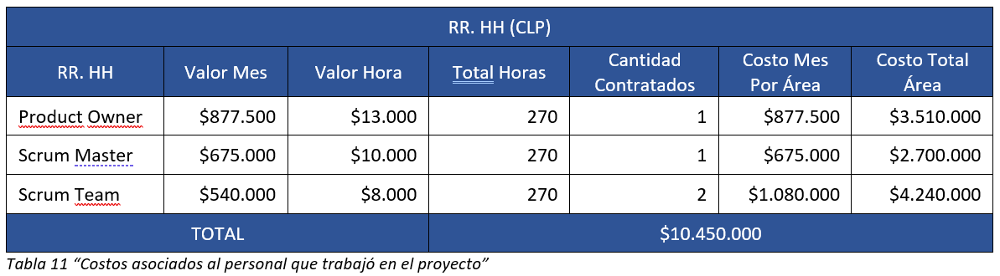 RR. HH (CLP)
RR. HH Valor Mes Valor Hora Total Horas Cantidad Contratados Costo Mes Por Área Costo Total Área
Product Owner $877.500 $13.000 270 1 $877.500 $3.510.000
Scrum Master $675.000 $10.000 270 1 $675.000 $2.700.000
Scrum Team $540.000 $8.000 270 2 $1.080.000 $4.240.000
TOTAL $10.450.000
Tabla 11 “Costos asociados al personal que trabajó en el proyecto”